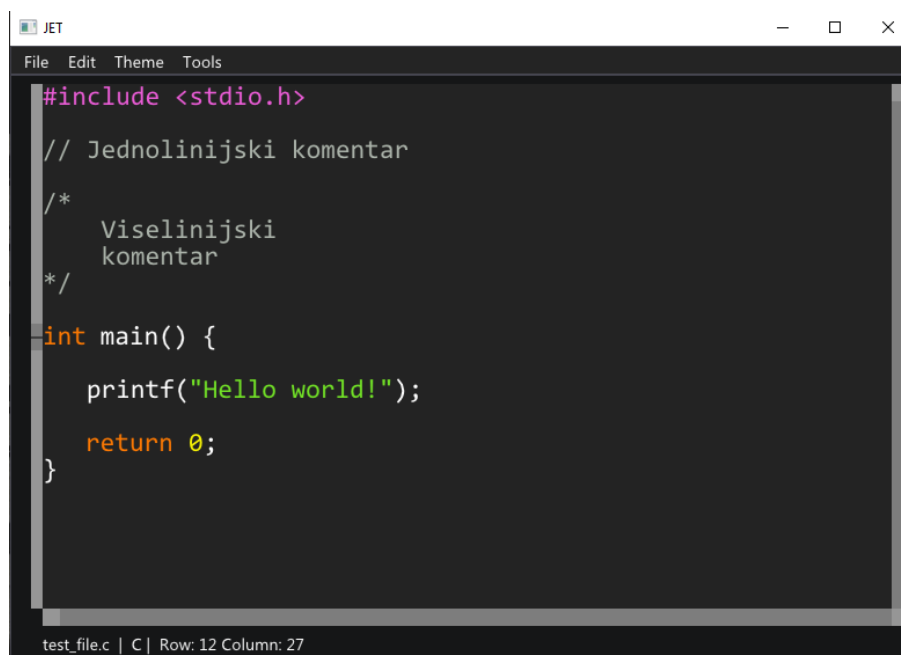 JET
File Edit Theme Tools
#include <stdio.h>
// Jednolinijski komentar
/*
Viselinijski
komentar
*/
int main() {
printf("Hello world!");
return 0;
}
test_file.c | C | Row: 12 Column: 27